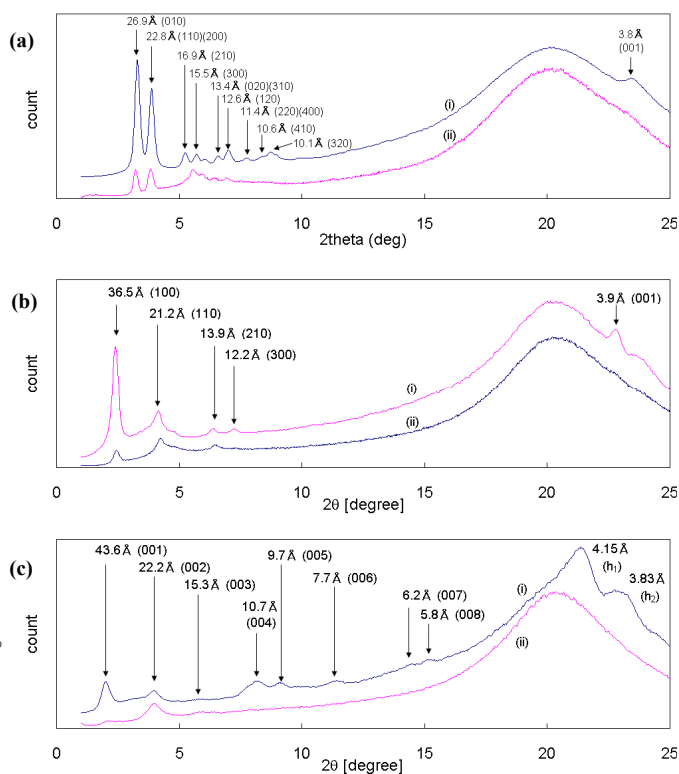 (a)
26.9Å (010)
22.8Å(110)(200)
16.9Å (210)
15.5Å (300)
13.4Å (020)(310)
12.6Å (120)
11.4Å (220)(400)
10.6Å (410)
10.1Å (320)
3.8Å
(001)
(i)
(ii)
count
0 5 10 15 20 25
2theta (deg)
(b)
36.5Å (100)
21.2Å (110)
13.9Å (210)
12.2Å (300)
3.9Å (001)
(i)
(ii)
count
0 5 10 15 20 25
2θ [degree]
(c)
43.6Å (001)
22.2Å (002)
15.3Å (003)
10.7Å
(004)
9.7Å (005)
7.7Å (006)
6.2Å (007)
5.8Å (008)
4.15Å
(h1)
3.83Å
(h2)
(i)
(ii)
count
0 5 10 15 20 25
2θ [degree]